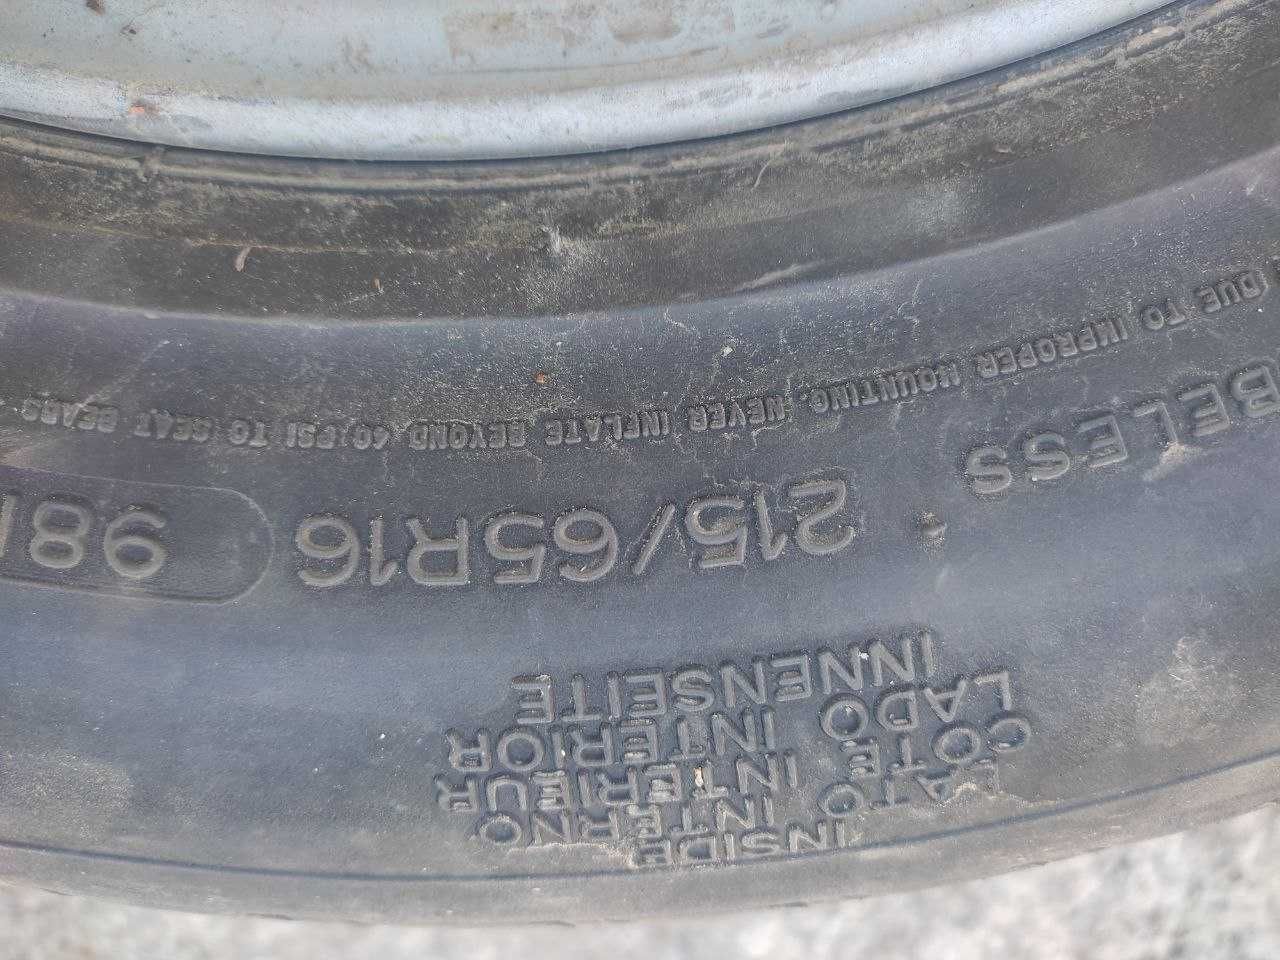 INSIDE
LATO INTERNO
COTE INTERIEUR
LADO INTERIOR
INNENSEITE
BELESS 215/65R16 98
DUE TO IMPROPER MOUNTING. NEVER INFLATE BEYOND 40 PSI TO SEAT BEADS